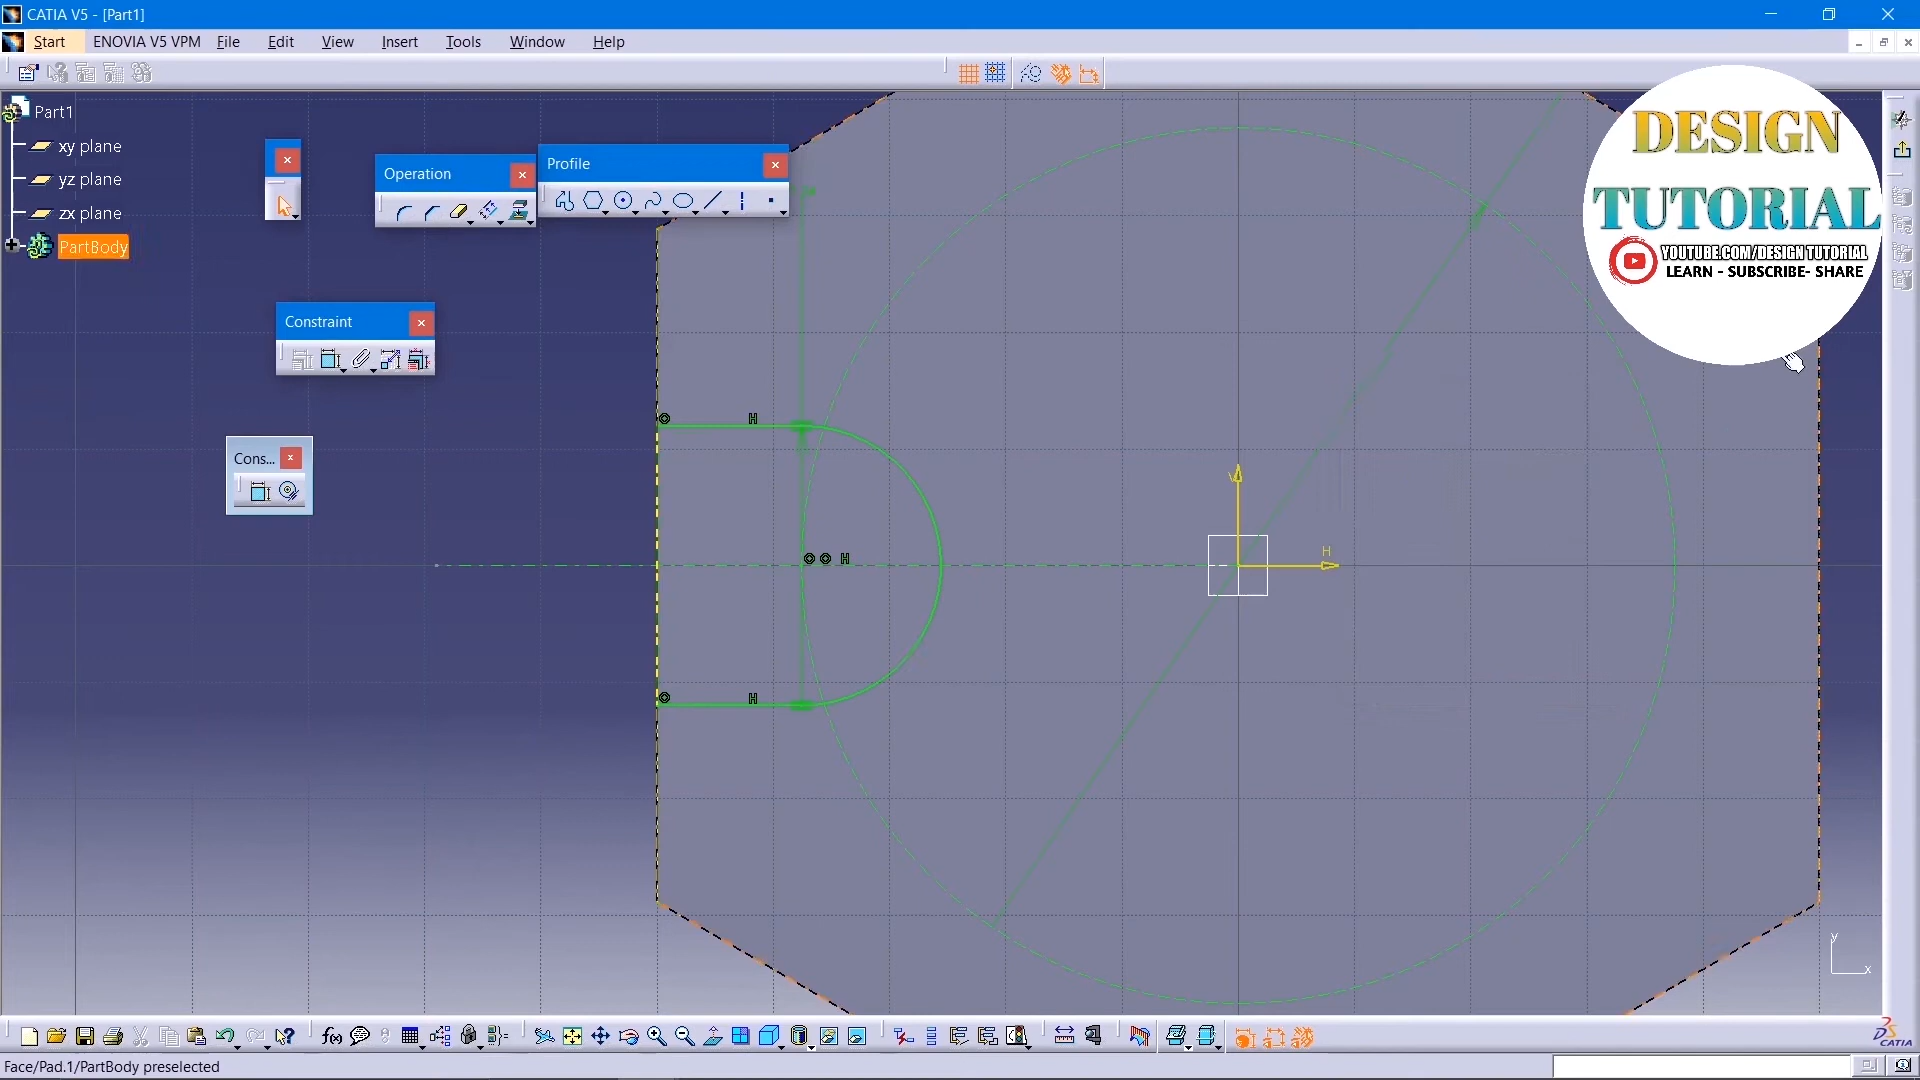 CATIA V5 - [Part1]
Start ENOVIA V5 VPM File Edit View Insert Tools Window Help
Part1
xy plane
yz plane
zx plane
PartBody
Operation
Profile
Constraint
Cons...
DESIGN
TUTORIAL
YOUTUBE.COM/DESIGN TUTORIAL
LEARN - SUBSCRIBE- SHARE
H
H
H
V
H
y
x
f(x)
CATIA
Face/Pad.1/PartBody preselected